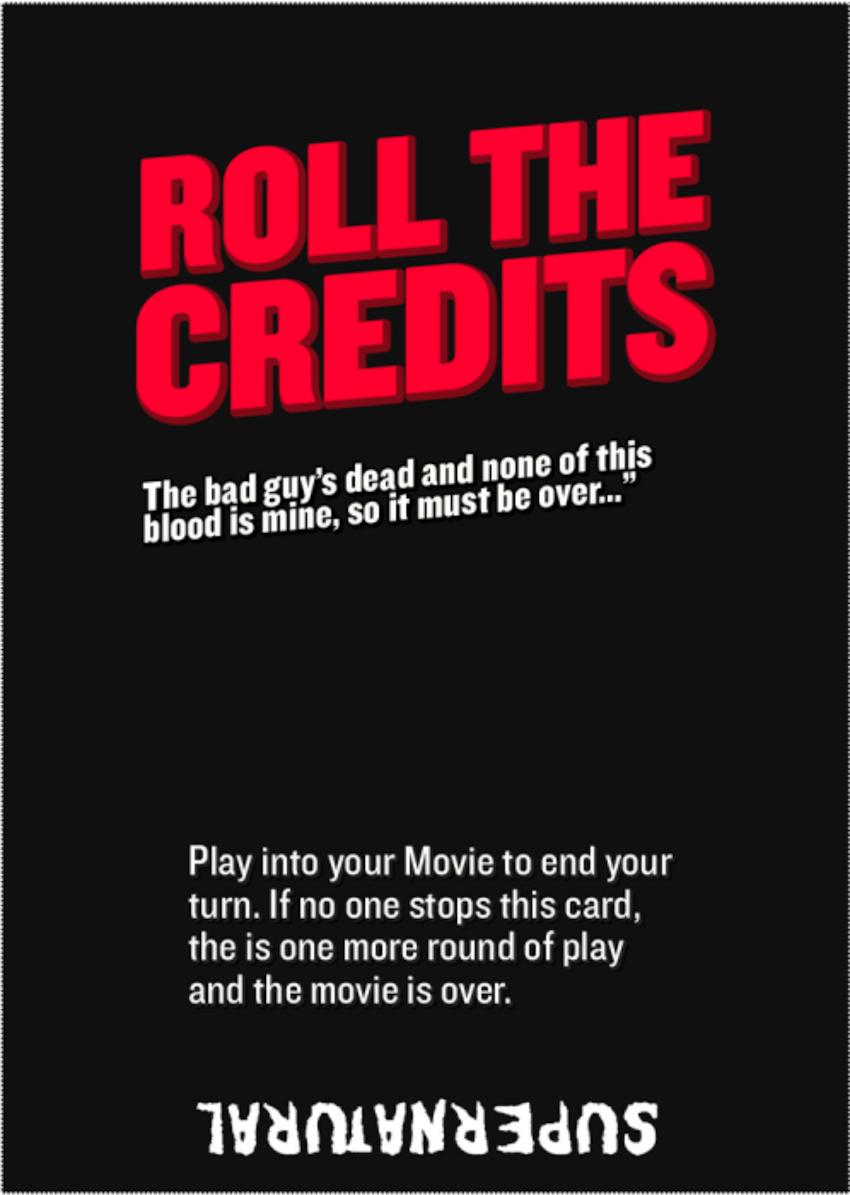 ROLL THE
CREDITS
The bad guy’s dead and none of this
blood is mine, so it must be over...”
Play into your Movie to end your
turn. If no one stops this card,
the is one more round of play
and the movie is over.
SUPERNATURAL